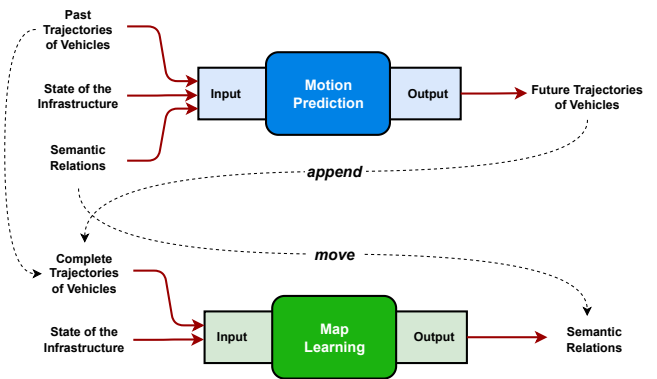 Past
Trajectories
of Vehicles
State of the
Infrastructure
Semantic
Relations
Input
Motion
Prediction
Output
Future Trajectories
of Vehicles
append
move
Complete
Trajectories
of Vehicles
State of the
Infrastructure
Input
Map
Learning
Output
Semantic
Relations